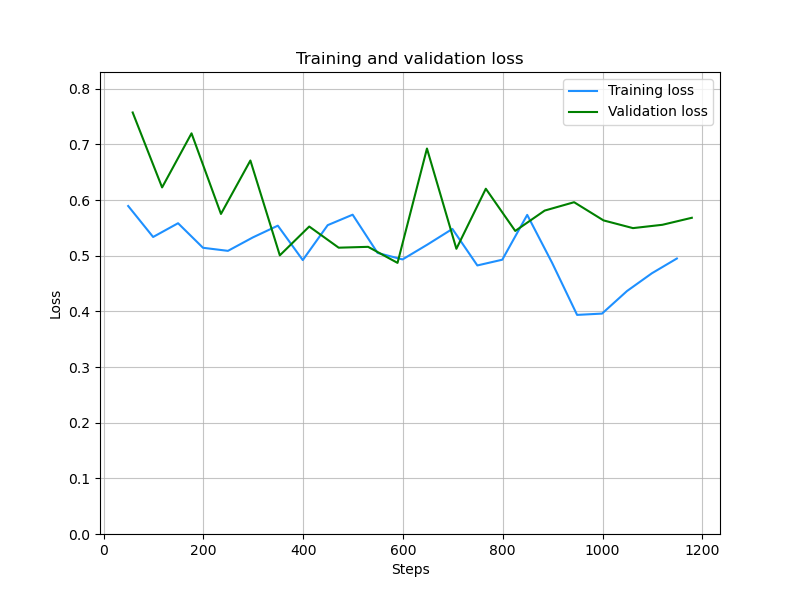 Training and validation loss
Training loss
Validation loss
0.8
0.7
0.6
0.5
0.4
0.3
0.2
0.1
0.0
Loss
0 200 400 600 800 1000 1200
Steps